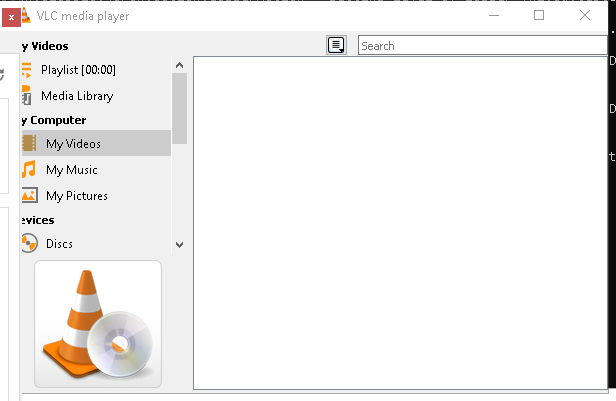 VLC media player
y Videos
Search
Playlist [00:00]
Media Library
y Computer
My Videos
My Music
My Pictures
evices
Discs
D
D
t